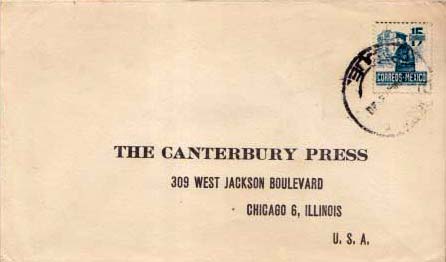 15
CORREOS-MEXICO
THE CANTERBURY PRESS
309 WEST JACKSON BOULEVARD
CHICAGO 6, ILLINOIS
U. S. A.